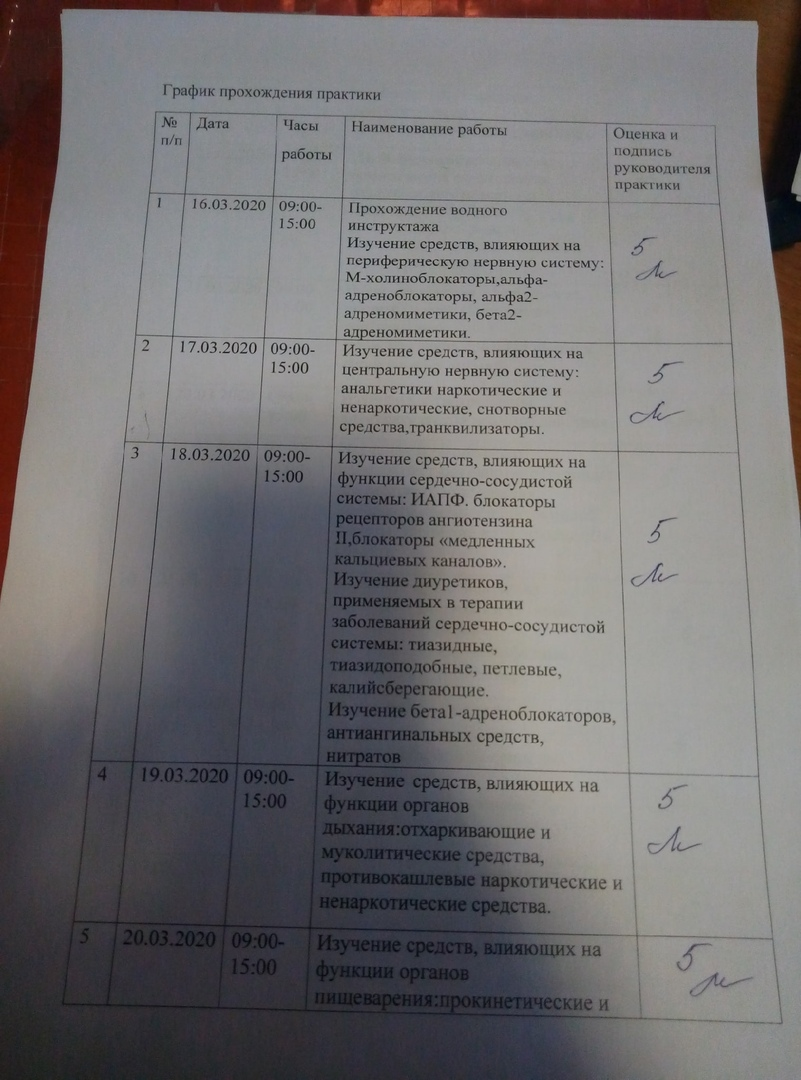 График прохождения практики
№ п/п
Дата
Часы работы
Наименование работы
Оценка и подпись руководителя практики
1
16.03.2020
09:00-
15:00
Прохождение водного
инструктажа
Изучение средств, влияющих на
периферическую нервную систему:
М-холиноблокаторы,альфа-
адреноблокаторы, альфа2-
адреномиметики, бета2-
адреномиметики.
5
2
17.03.2020
09:00-
15:00
Изучение средств, влияющих на
центральную нервную систему:
анальгетики наркотические и
ненаркотические, снотворные
средства,транквилизаторы.
5
3
18.03.2020
09:00-
15:00
Изучение средств, влияющих на
функции сердечно-сосудистой
системы: ИАПФ. блокаторы
рецепторов ангиотензина
II,блокаторы «медленных
кальциевых каналов».
Изучение диуретиков,
применяемых в терапии
заболеваний сердечно-сосудистой
системы: тиазидные,
тиазидоподобные, петлевые,
калийсберегающие.
Изучение бета1-адреноблокаторов,
антиангинальных средств,
нитратов
5
4
19.03.2020
09:00-
15:00
Изучение средств, влияющих на
функции органов
дыхания:отхаркивающие и
муколитические средства,
противокашлевые наркотические и
ненаркотические средства.
5
5
20.03.2020
09:00-
15:00
Изучение средств, влияющих на
функции органов
пищеварения:прокинетические и
5